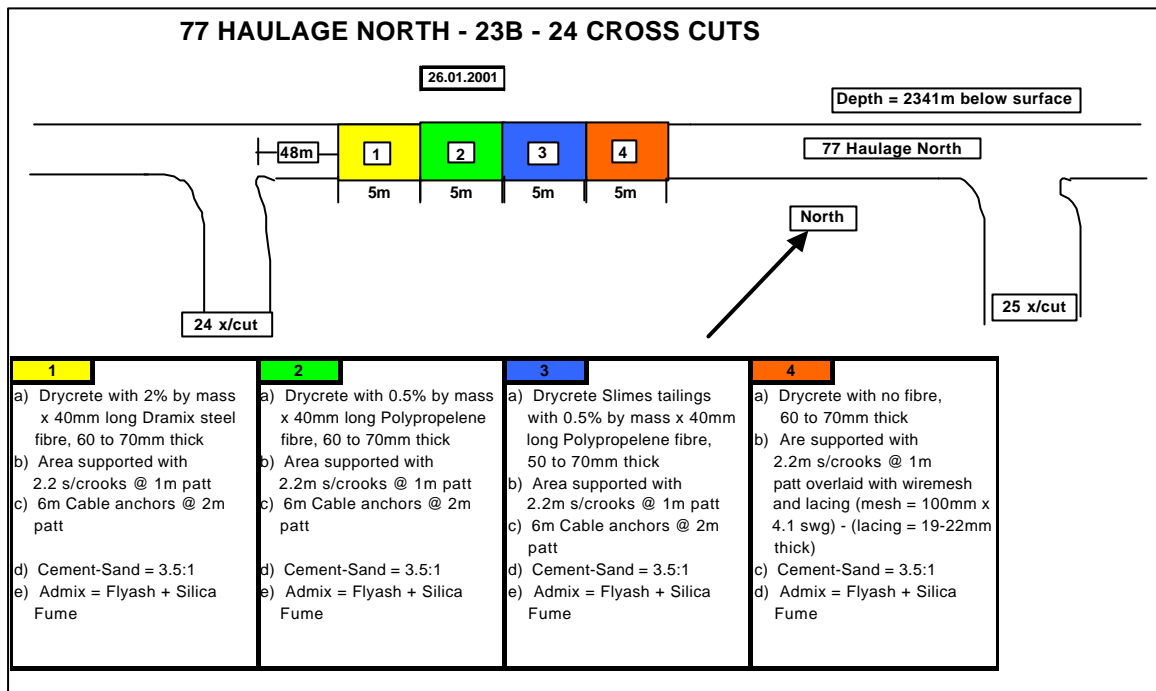 77 HAULAGE NORTH - 23B - 24 CROSS CUTS
26.01.2001
Depth = 2341m below surface
48m
1
2
3
4
77 Haulage North
5m
5m
5m
5m
North
24 x/cut
25 x/cut
1
a) Drycrete with 2% by mass
x 40mm long Dramix steel
fibre, 60 to 70mm thick
b) Area supported with
2.2 s/crooks @ 1m patt
c) 6m Cable anchors @ 2m
patt
d) Cement-Sand = 3.5:1
e) Admix = Flyash + Silica
Fume
2
a) Drycrete with 0.5% by mass
x 40mm long Polypropelene
fibre, 60 to 70mm thick
b) Area supported with
2.2m s/crooks @ 1m patt
c) 6m Cable anchors @ 2m
patt
d) Cement-Sand = 3.5:1
e) Admix = Flyash + Silica
Fume
3
a) Drycrete Slimes tailings
with 0.5% by mass x 40mm
long Polypropelene fibre,
50 to 70mm thick
b) Area supported with
2.2m s/crooks @ 1m patt
c) 6m Cable anchors @ 2m
patt
d) Cement-Sand = 3.5:1
e) Admix = Flyash + Silica
Fume
4
a) Drycrete with no fibre,
60 to 70mm thick
b) Are supported with
2.2m s/crooks @ 1m
patt overlaid with wiremesh
and lacing (mesh = 100mm x
4.1 swg) - (lacing = 19-22mm
thick)
c) Cement-Sand = 3.5:1
d) Admix = Flyash + Silica
Fume